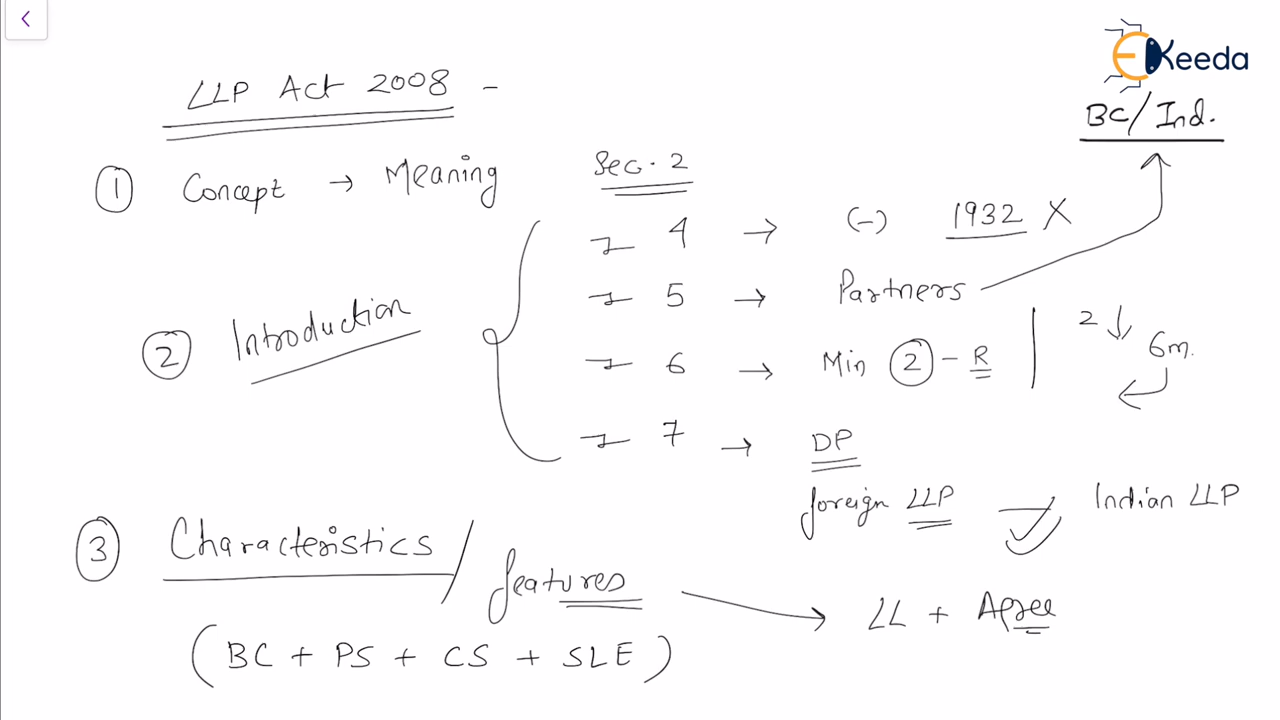 EKeeda
LLP Act 2008 -
BC/Ind.
① Concept → Meaning Sec. 2
4 → (-) 1932 X
5 → Partners
② Introduction
6 → Min ② - R | 2 ↓ 6m.
7 → DP
foreign LLP Indian LLP
③ Characteristics / features → LL + Agree
(BC + PS + CS + SLE)